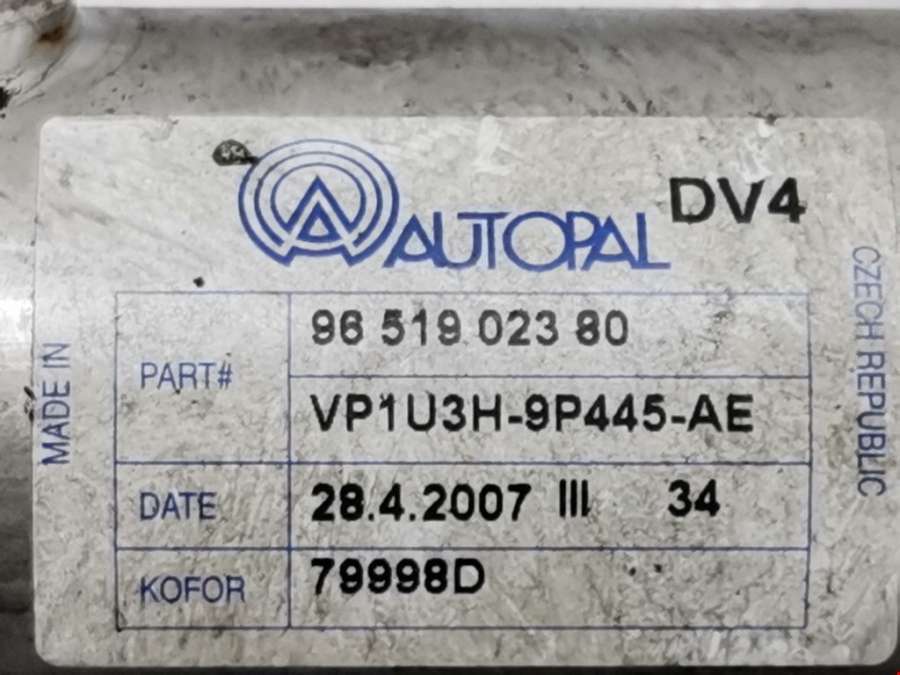 AUTOPAL DV4
MADE IN
CZECH REPUBLIC
PART#
96 519 023 80
VP1U3H-9P445-AE
DATE 28.4.2007 III 34
KOFOR 79998D